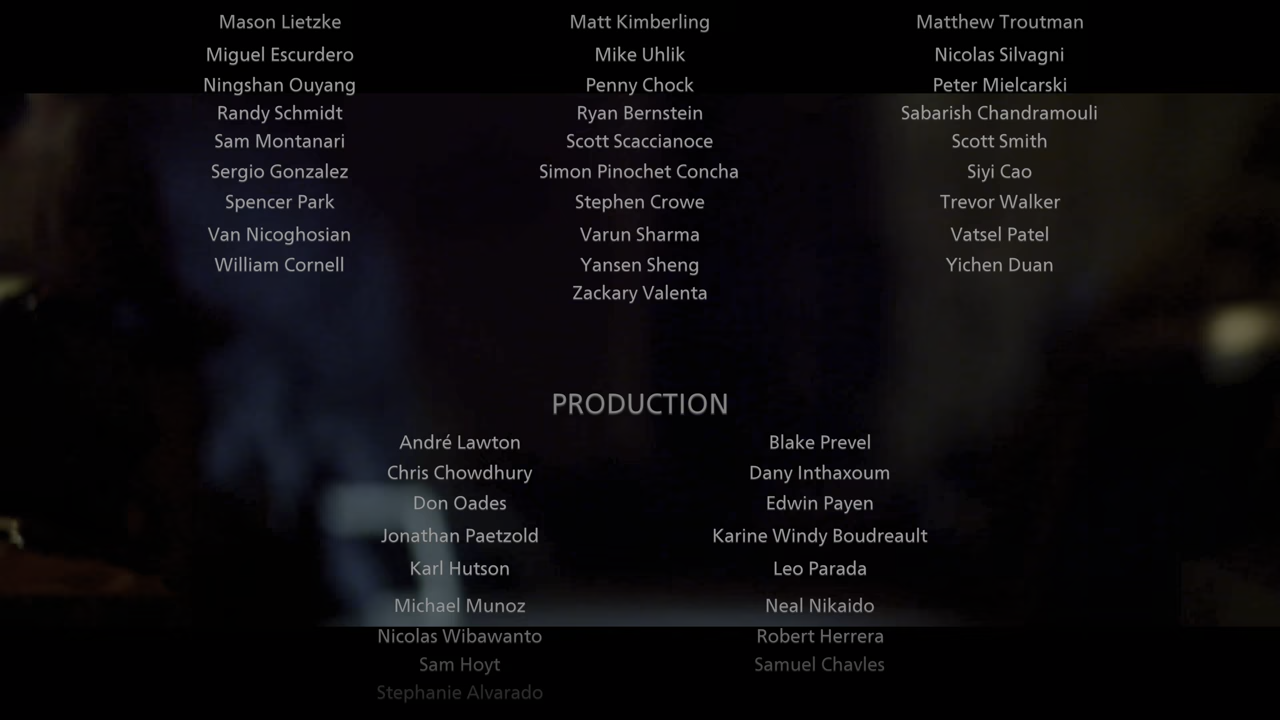 Mason Lietzke Matt Kimberling Matthew Troutman
Miguel Escurdero Mike Uhlik Nicolas Silvagni
Ningshan Ouyang Penny Chock Peter Mielcarski
Randy Schmidt Ryan Bernstein Sabarish Chandramouli
Sam Montanari Scott Scaccianoce Scott Smith
Sergio Gonzalez Simon Pinochet Concha Siyi Cao
Spencer Park Stephen Crowe Trevor Walker
Van Nicoghosian Varun Sharma Vatsel Patel
William Cornell Yansen Sheng Yichen Duan
Zackary Valenta
PRODUCTION
André Lawton Blake Prevel
Chris Chowdhury Dany Inthaxoum
Don Oades Edwin Payen
Jonathan Paetzold Karine Windy Boudreault
Karl Hutson Leo Parada
Michael Munoz Neal Nikaido
Nicolas Wibawanto Robert Herrera
Sam Hoyt Samuel Chavles
Stephanie Alvarado